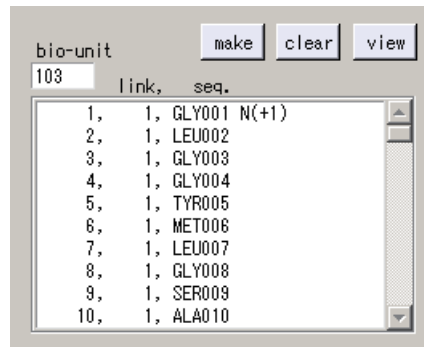 make clear view
bio-unit
103
link, seq.
1, 1, GLY001 N(+1)
2, 1, LEU002
3, 1, GLY003
4, 1, GLY004
5, 1, TYR005
6, 1, MET006
7, 1, LEU007
8, 1, GLY008
9, 1, SER009
10, 1, ALA010